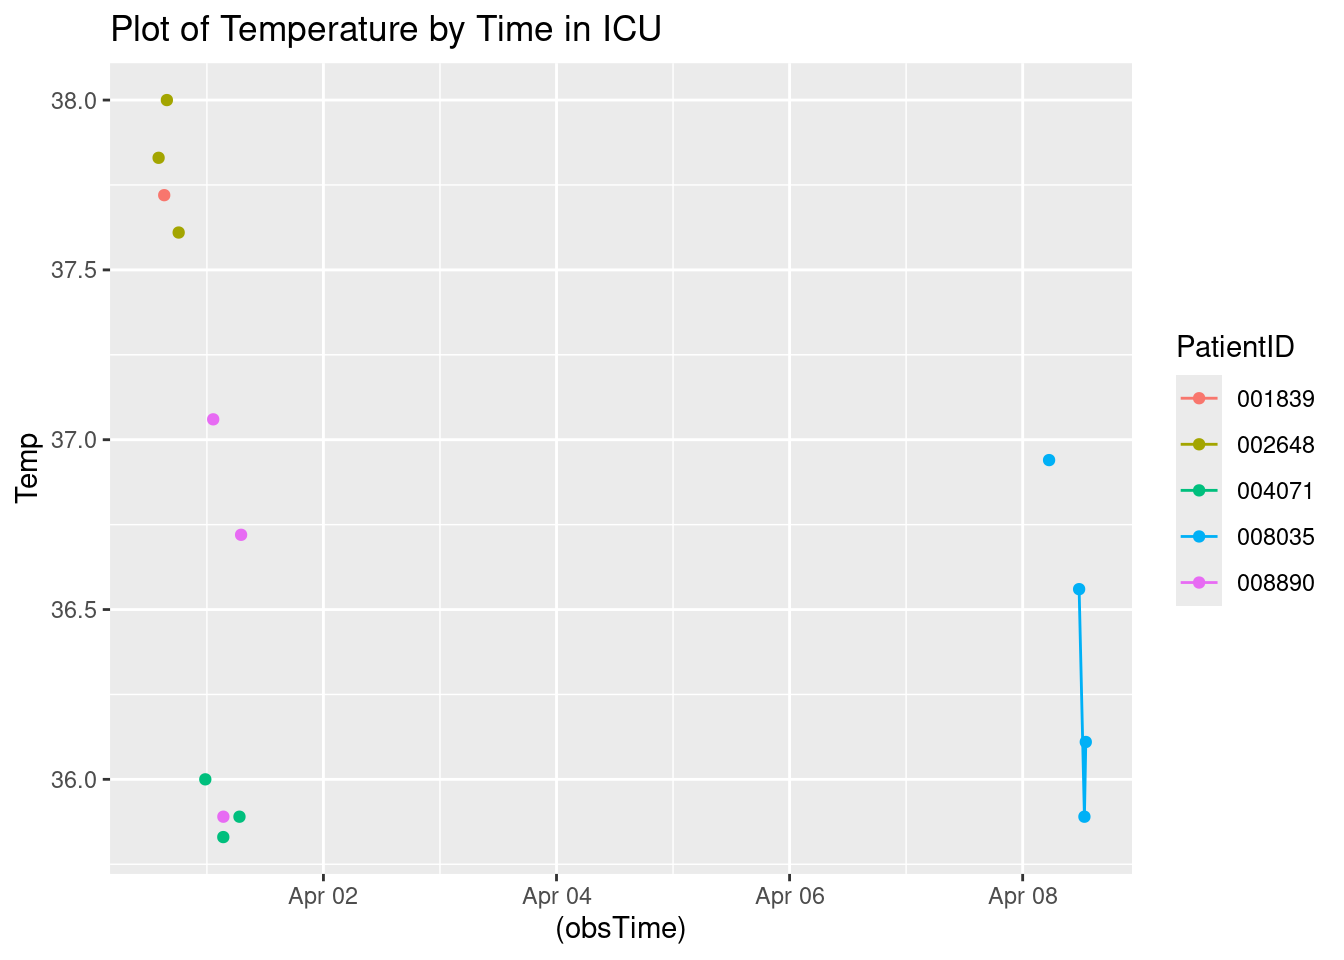 Plot of Temperature by Time in ICU
38.0
37.5
37.0
36.5
36.0
Temp
Apr 02
Apr 04
Apr 06
Apr 08
(obsTime)
PatientID
001839
002648
004071
008035
008890